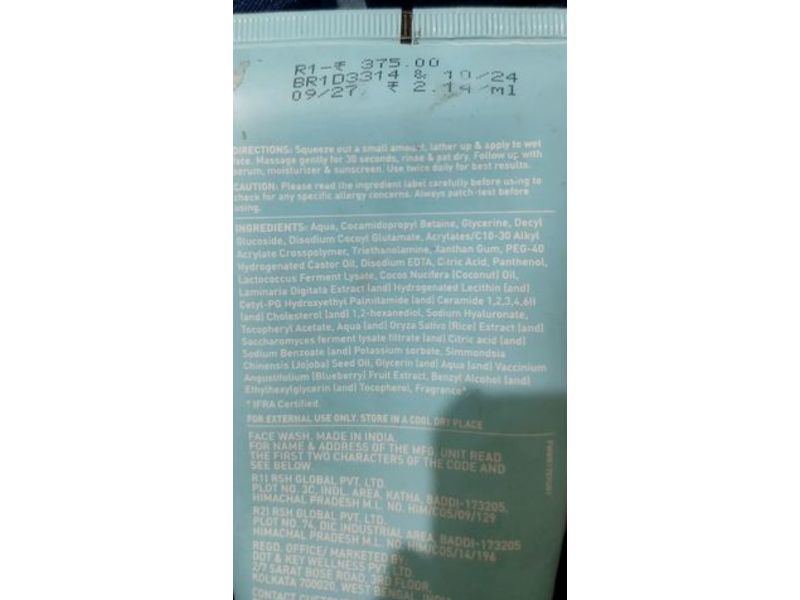 R1-₹ 375.00
BR1D3314 & 10/24
09/27 ₹ 2.14/ml
DIRECTIONS: Squeeze out a small amount, lather up & apply to wet
face. Massage gently for 30 seconds, rinse & pat dry. Follow up with
serum, moisturizer & sunscreen. Use twice daily for best results.
CAUTION: Please read the ingredient label carefully before using to
check for any specific allergy concerns. Always patch-test before
using.
INGREDIENTS: Aqua, Cocamidopropyl Betaine, Glycerine, Decyl
Glucoside, Disodium Cocoyl Glutamate, Acrylates/C10-30 Alkyl
Acrylate Crosspolymer, Triethanolamine, Xanthan Gum, PEG-40
Hydrogenated Castor Oil, Disodium EDTA, Citric Acid, Panthenol,
Lactococcus Ferment Lysate, Cocos Nucifera (Coconut) Oil,
Laminaria Digitata Extract (and) Hydrogenated Lecithin (and)
Cetyl-PG Hydroxyethyl Palmitamide (and) Ceramide 1,2,3,4,6II
(and) Cholesterol (and) 1,2-hexanediol, Sodium Hyaluronate,
Tocopheryl Acetate, Aqua (and) Oryza Sativa (Rice) Extract (and)
Saccharomyces ferment lysate filtrate (and) Citric acid (and)
Sodium Benzoate (and) Potassium sorbate, Simmondsia
Chinensis (Jojoba) Seed Oil, Glycerin (and) Aqua (and) Vaccinium
Angustifolium (Blueberry) Fruit Extract, Benzyl Alcohol (and)
Ethylhexylglycerin (and) Tocopherol, Fragrance*
* IFRA Certified.
FOR EXTERNAL USE ONLY. STORE IN A COOL DRY PLACE
FACE WASH. MADE IN INDIA.
FOR NAME & ADDRESS OF THE MFG. UNIT READ
THE FIRST TWO CHARACTERS OF THE CODE AND
SEE BELOW.
R1) RSH GLOBAL PVT. LTD.
PLOT NO. 3C, INDL. AREA, KATHA, BADDI-173205,
HIMACHAL PRADESH M.L. NO. HIM/COS/09/129
R2) RSH GLOBAL PVT. LTD.
PLOT NO. 74, DIC INDUSTRIAL AREA, BADDI-173205
HIMACHAL PRADESH M.L. NO. HIM/COS/14/196
REGD. OFFICE/ MARKETED BY:
DOT & KEY WELLNESS PVT. LTD.
2/7 SARAT BOSE ROAD, 3RD FLOOR,
KOLKATA 700020, WEST BENGAL, INDIA